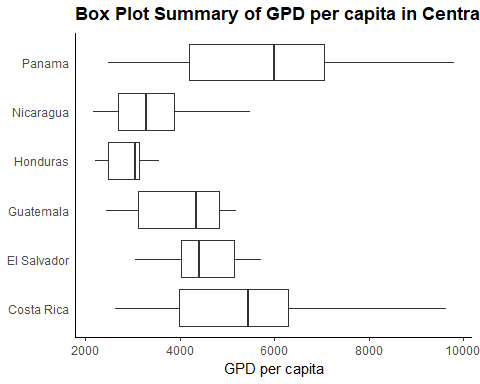 Box Plot Summary of GPD per capita in Centra
Panama
Nicaragua
Honduras
Guatemala
El Salvador
Costa Rica
2000 4000 6000 8000 10000
GPD per capita